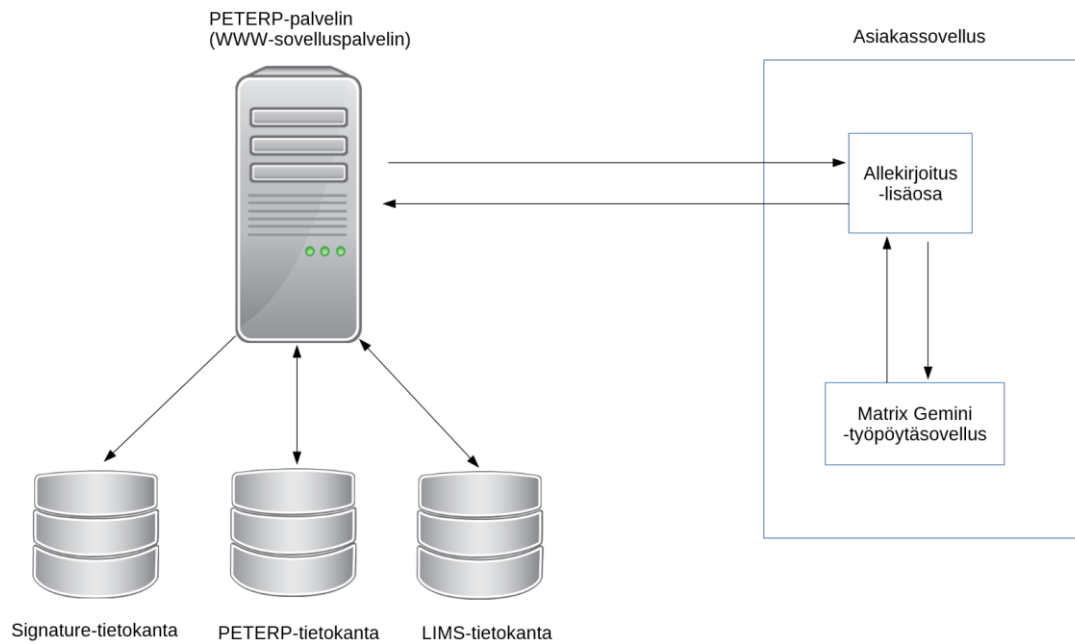 PETERP-palvelin
(WWW-sovelluspalvelin)
Asiakassovellus
Allekirjoitus
-lisäosa
Matrix Gemini
-työpöytäsovellus
Signature-tietokanta
PETERP-tietokanta
LIMS-tietokanta